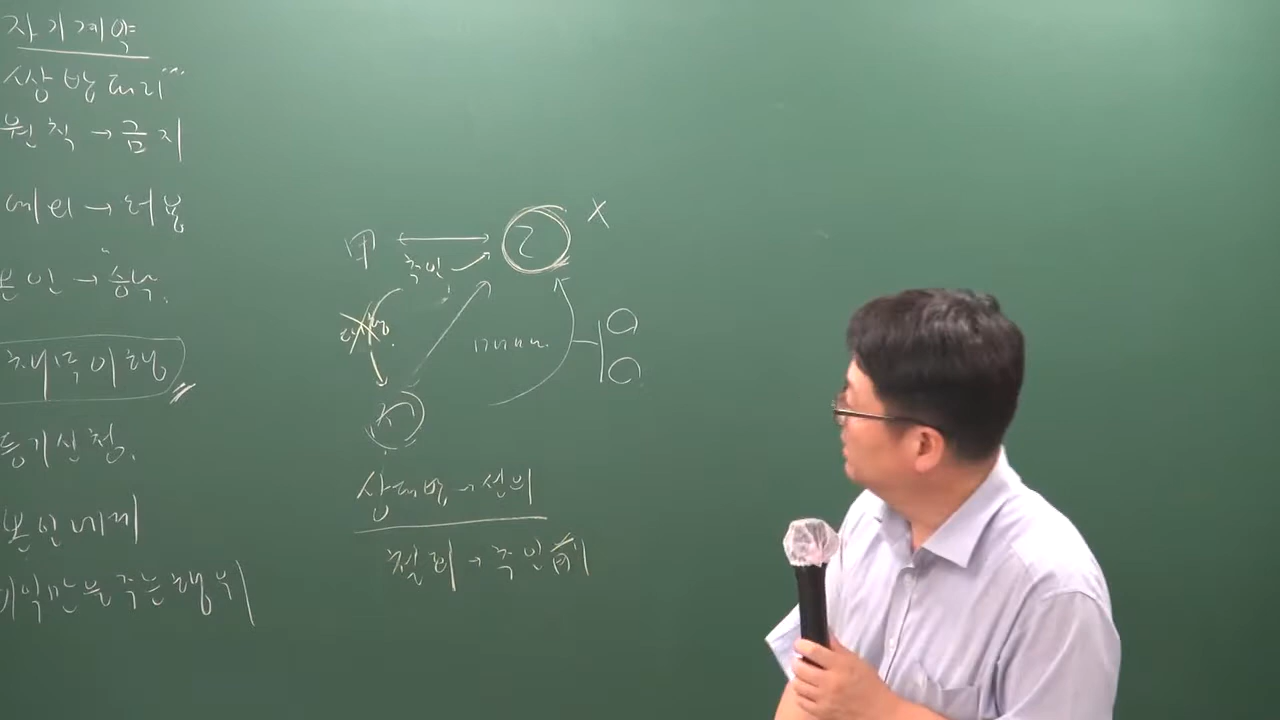 자기계약
상방대리
원칙 → 금지
예외 → 허용
본인 → 승낙.
채무이행
등기신청.
본인에게
이익만을 주는 행위
甲 ↔ 乙 X
추인
상대방 → 선의
철회 → 추인 前